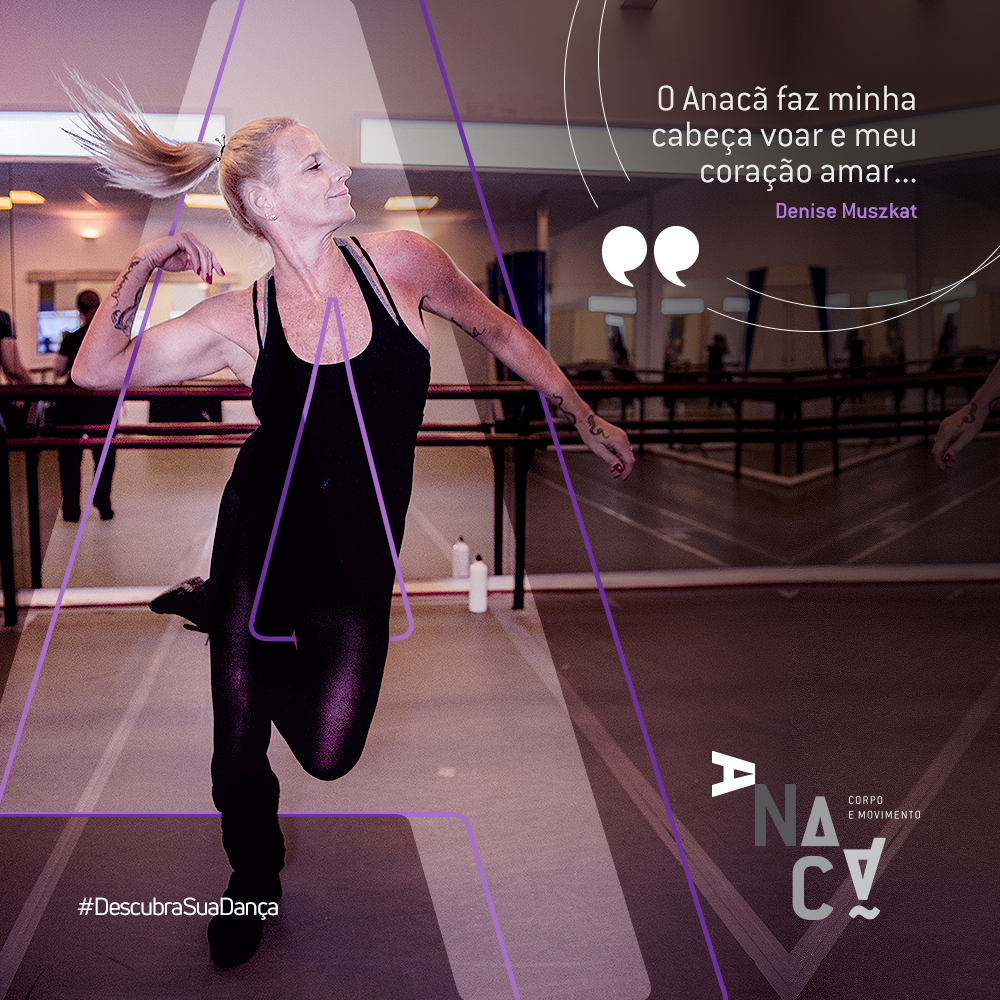 O Anacã faz minha
cabeça voar e meu
coração amar...
Denise Muszkat
ANACÃ
CORPO
E MOVIMENTO
#DescubraSuaDança